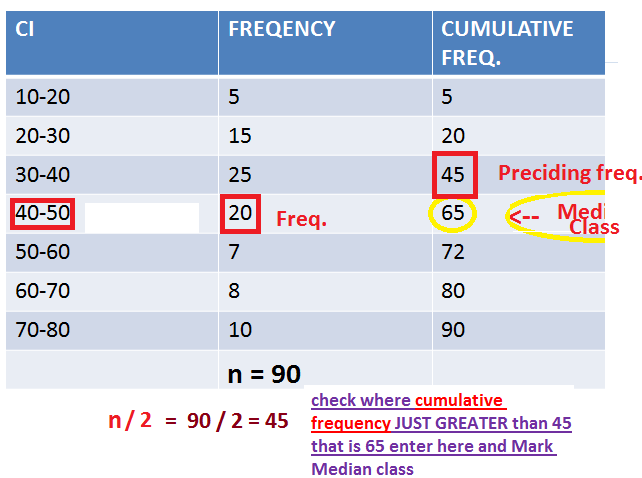 CI FREQENCY CUMULATIVE
FREQ.
10-20 5 5
20-30 15 20
30-40 25 45 Preciding freq.
40-50 20 Freq. 65 <-- Medi
Class
50-60 7 72
60-70 8 80
70-80 10 90
n = 90
n / 2 = 90 / 2 = 45
check where cumulative
frequency JUST GREATER than 45
that is 65 enter here and Mark
Median class